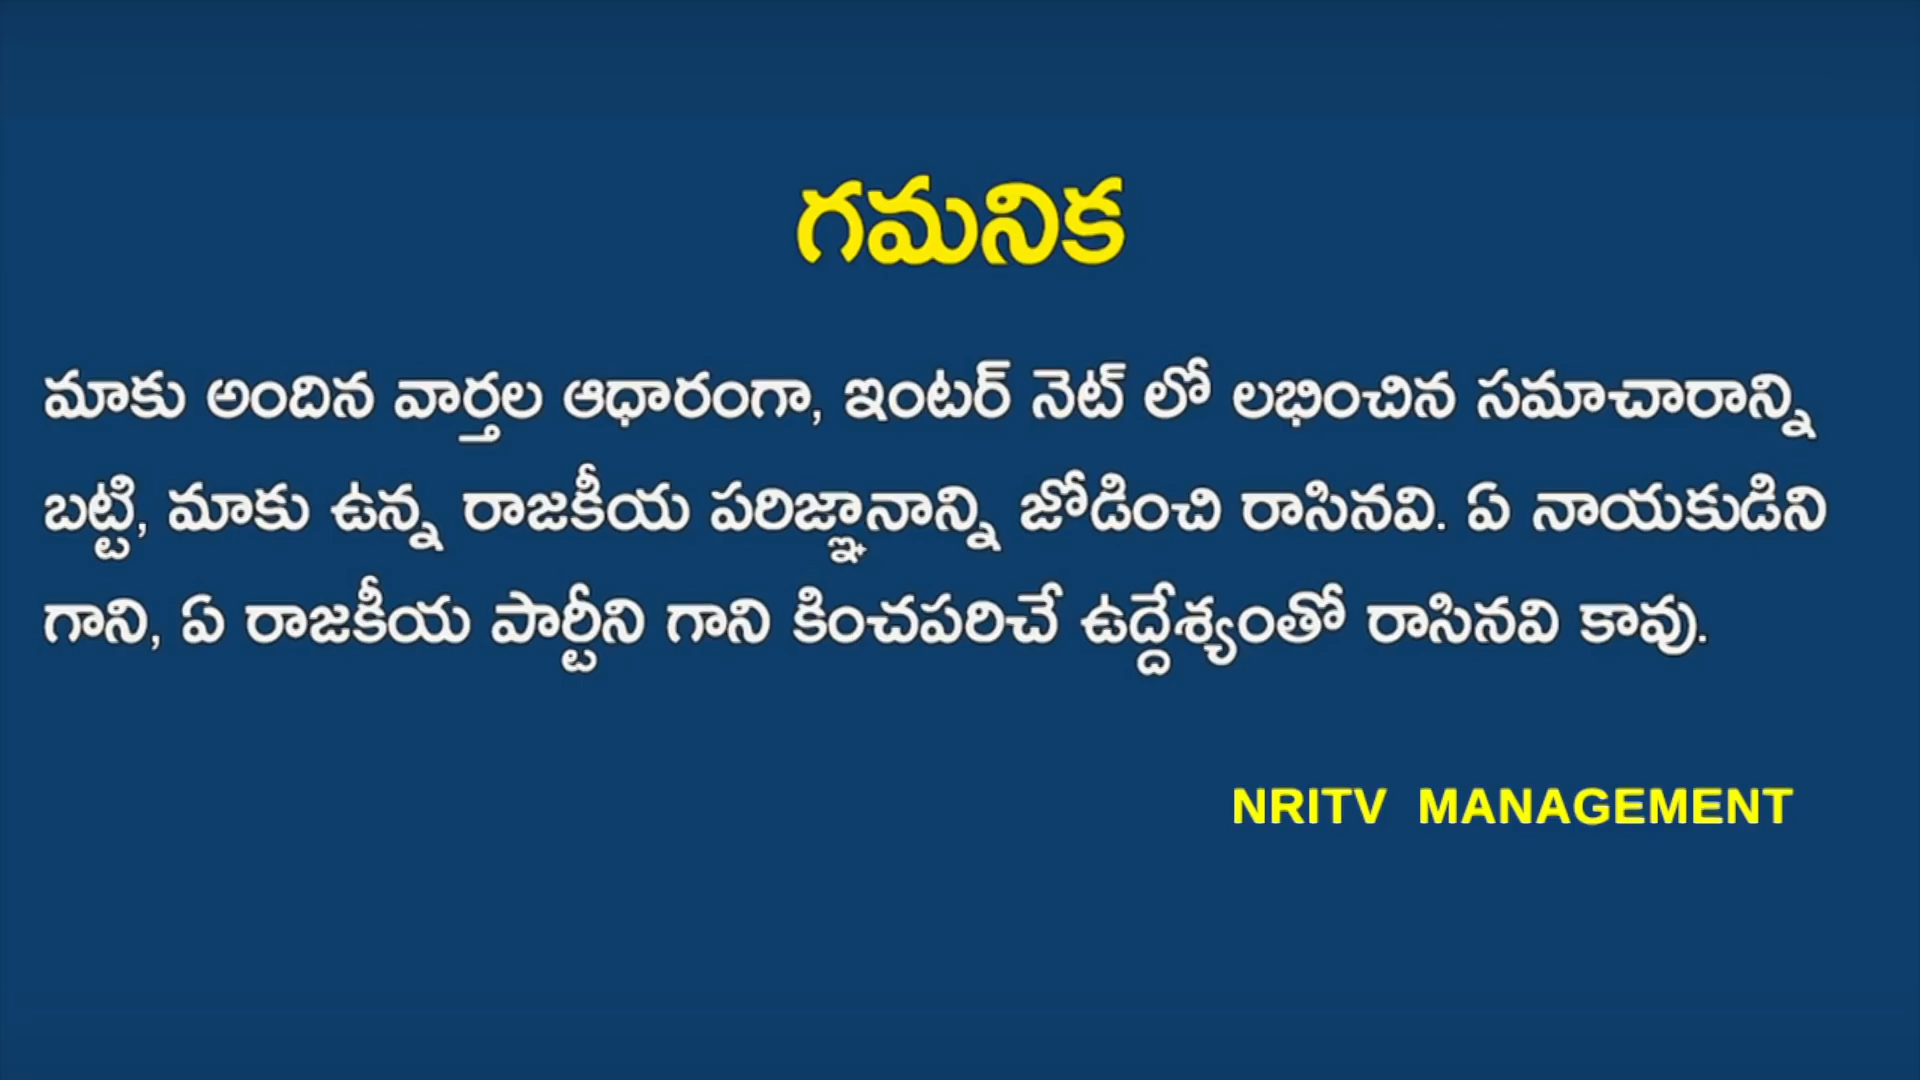 గమనిక
మాకు అందిన వార్తల ఆధారంగా, ఇంటర్ నెట్ లో లభించిన సమాచారాన్ని
బట్టి, మాకు ఉన్న రాజకీయ పరిజ్ఞానాన్ని జోడించి రాసినవి. ఏ నాయకుడిని
గాని, ఏ రాజకీయ పార్టీని గాని కించపరిచే ఉద్దేశ్యంతో రాసినవి కావు.
NRITV MANAGEMENT